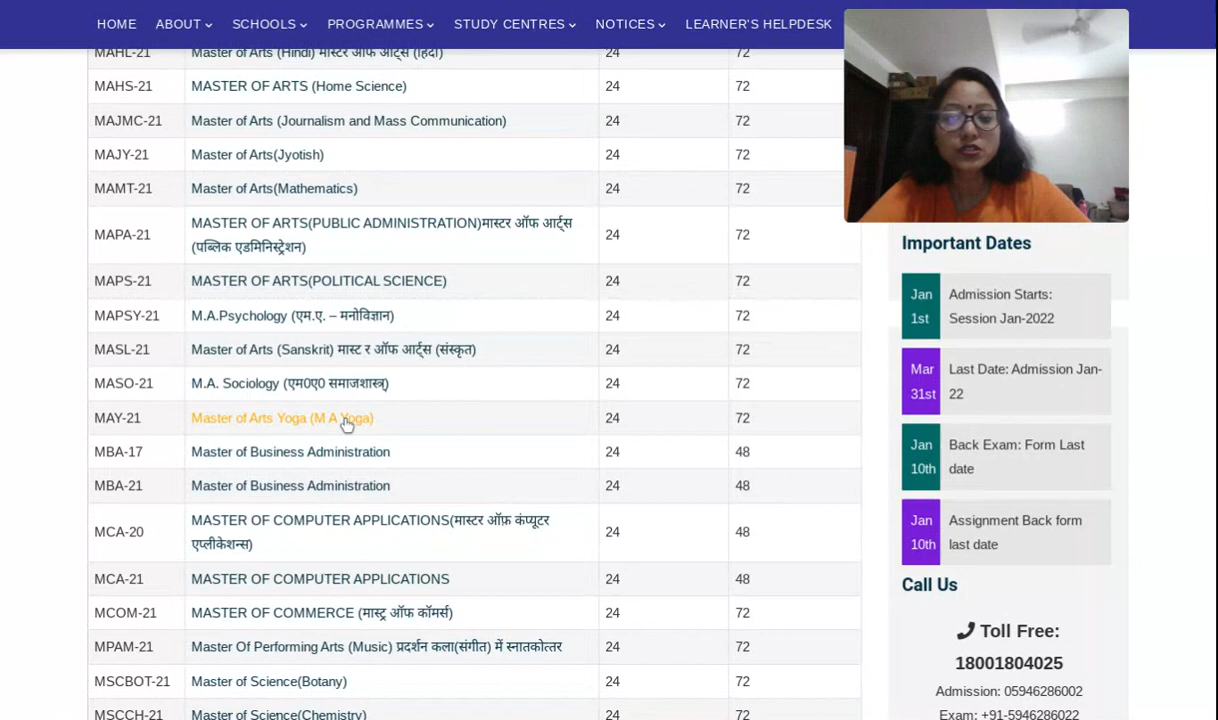 HOME ABOUT SCHOOLS PROGRAMMES STUDY CENTRES NOTICES LEARNER'S HELPDESK
MAHL-21 Master of Arts (Hindi) मास्टर ऑफ आर्ट्स (हिंदी) 24 72
MAHS-21 MASTER OF ARTS (Home Science) 24 72
MAJMC-21 Master of Arts (Journalism and Mass Communication) 24 72
MAJY-21 Master of Arts(Jyotish) 24 72
MAMT-21 Master of Arts(Mathematics) 24 72
MAPA-21 MASTER OF ARTS(PUBLIC ADMINISTRATION)मास्टर ऑफ आर्ट्स
(पब्लिक एडमिनिस्ट्रेशन) 24 72
MAPS-21 MASTER OF ARTS(POLITICAL SCIENCE) 24 72
MAPSY-21 M.A.Psychology (एम.ए. – मनोविज्ञान) 24 72
MASL-21 Master of Arts (Sanskrit) मास्ट र ऑफ आर्ट्स (संस्कृत) 24 72
MASO-21 M.A. Sociology (एम0ए0 समाजशास्त्र) 24 72
MAY-21 Master of Arts Yoga (M A Yoga) 24 72
MBA-17 Master of Business Administration 24 48
MBA-21 Master of Business Administration 24 48
MCA-20 MASTER OF COMPUTER APPLICATIONS(मास्टर ऑफ़ कंप्यूटर
एप्लीकेशन्स) 24 48
MCA-21 MASTER OF COMPUTER APPLICATIONS 24 48
MCOM-21 MASTER OF COMMERCE (मास्ट्र ऑफ कॉमर्स) 24 72
MPAM-21 Master Of Performing Arts (Music) प्रदर्शन कला(संगीत) में स्नातकोत्तर 24 72
MSCBOT-21 Master of Science(Botany) 24 72
MSCCH-21 Master of Science(Chemistry) 24 72
Important Dates
Jan 1st Admission Starts:
Session Jan-2022
Mar 31st Last Date: Admission Jan-
22
Jan 10th Back Exam: Form Last
date
Jan 10th Assignment Back form
last date
Call Us
Toll Free:
18001804025
Admission: 05946286002
Exam: +91-5946286022